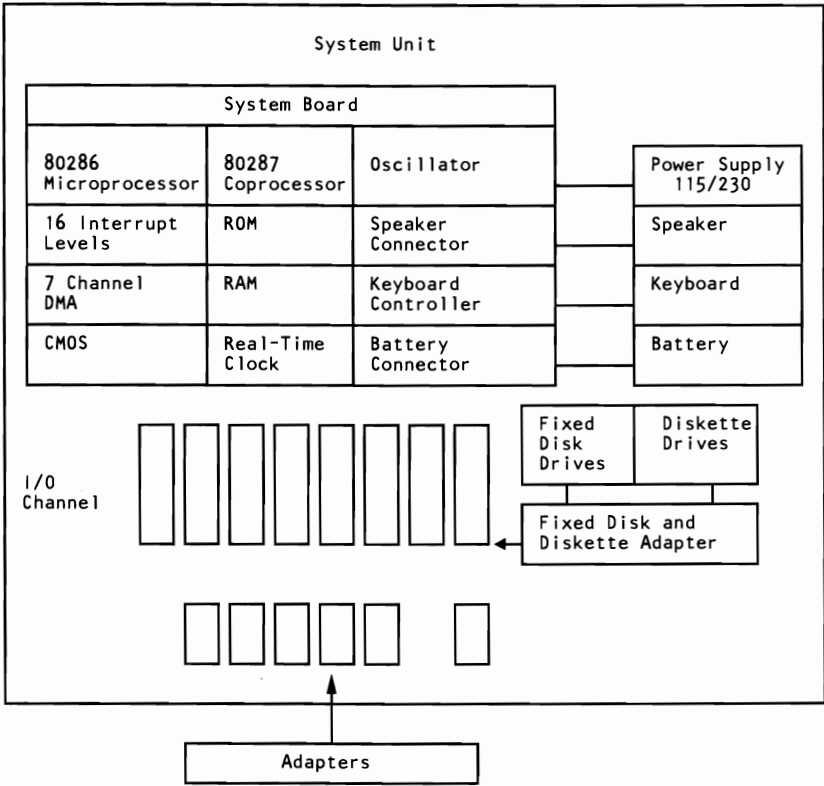 System Unit
System Board
80286
Microprocessor
80287
Coprocessor
Oscillator
Power Supply
115/230
16 Interrupt
Levels
ROM
Speaker
Connector
Speaker
7 Channel
DMA
RAM
Keyboard
Controller
Keyboard
CMOS
Real-Time
Clock
Battery
Connector
Battery
Fixed
Disk
Drives
Diskette
Drives
I/O
Channel
Fixed Disk and
Diskette Adapter
Adapters